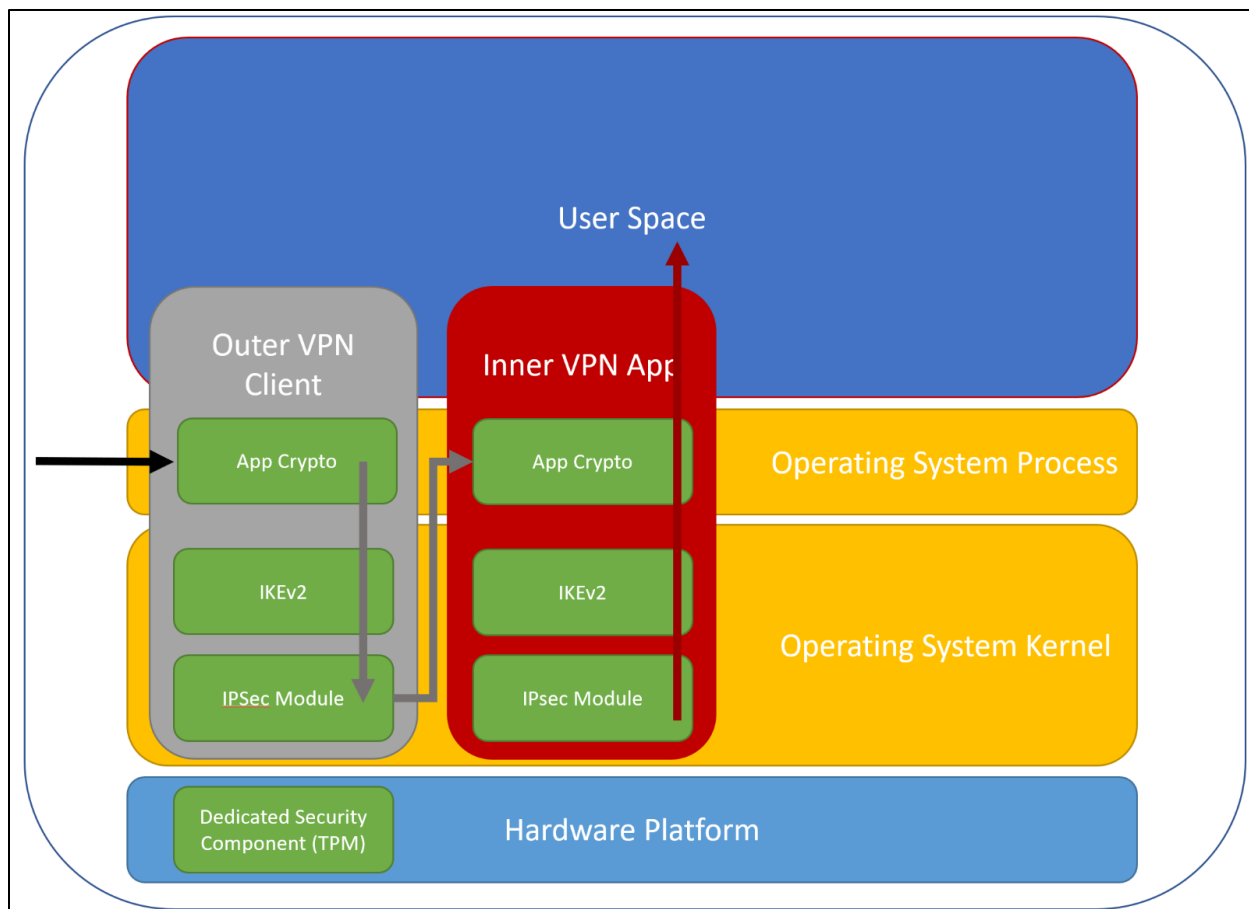 User Space
Outer VPN
Client
Inner VPN App
App Crypto
App Crypto
Operating System Process
IKEv2
IKEv2
Operating System Kernel
IPSec Module
IPsec Module
Dedicated Security
Component (TPM)
Hardware Platform